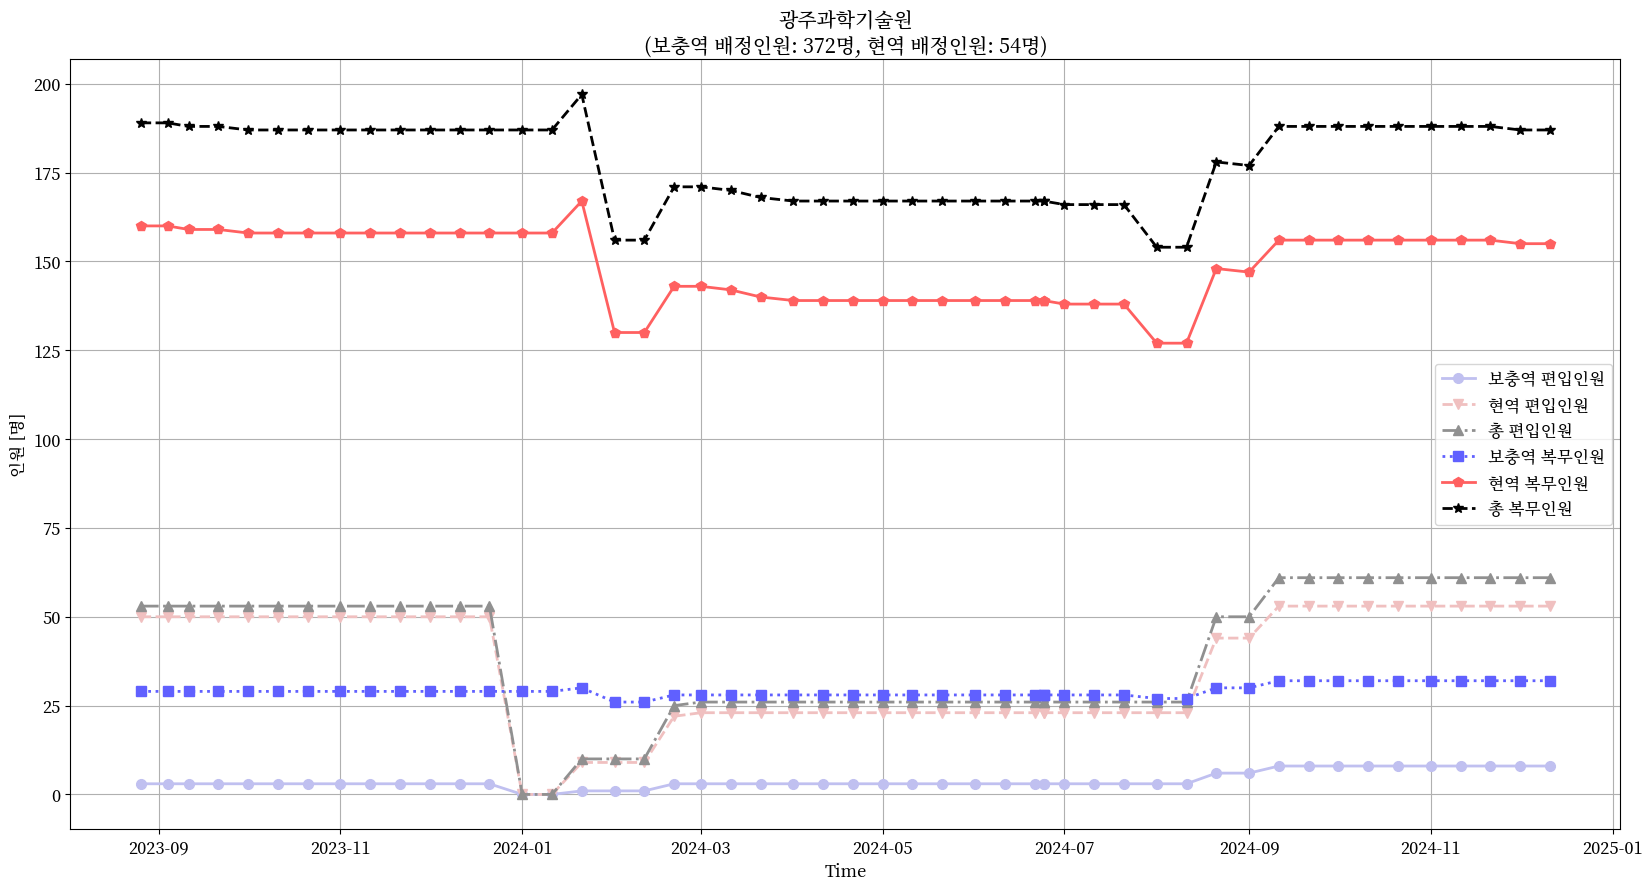 광주과학기술원
(보충역 배정인원: 372명, 현역 배정인원: 54명)
200
175
150
125
100
75
50
25
0
인원 [명]
보충역 편입인원
현역 편입인원
총 편입인원
보충역 복무인원
현역 복무인원
총 복무인원
2023-09 2023-11 2024-01 2024-03 2024-05 2024-07 2024-09 2024-11 2025-01
Time